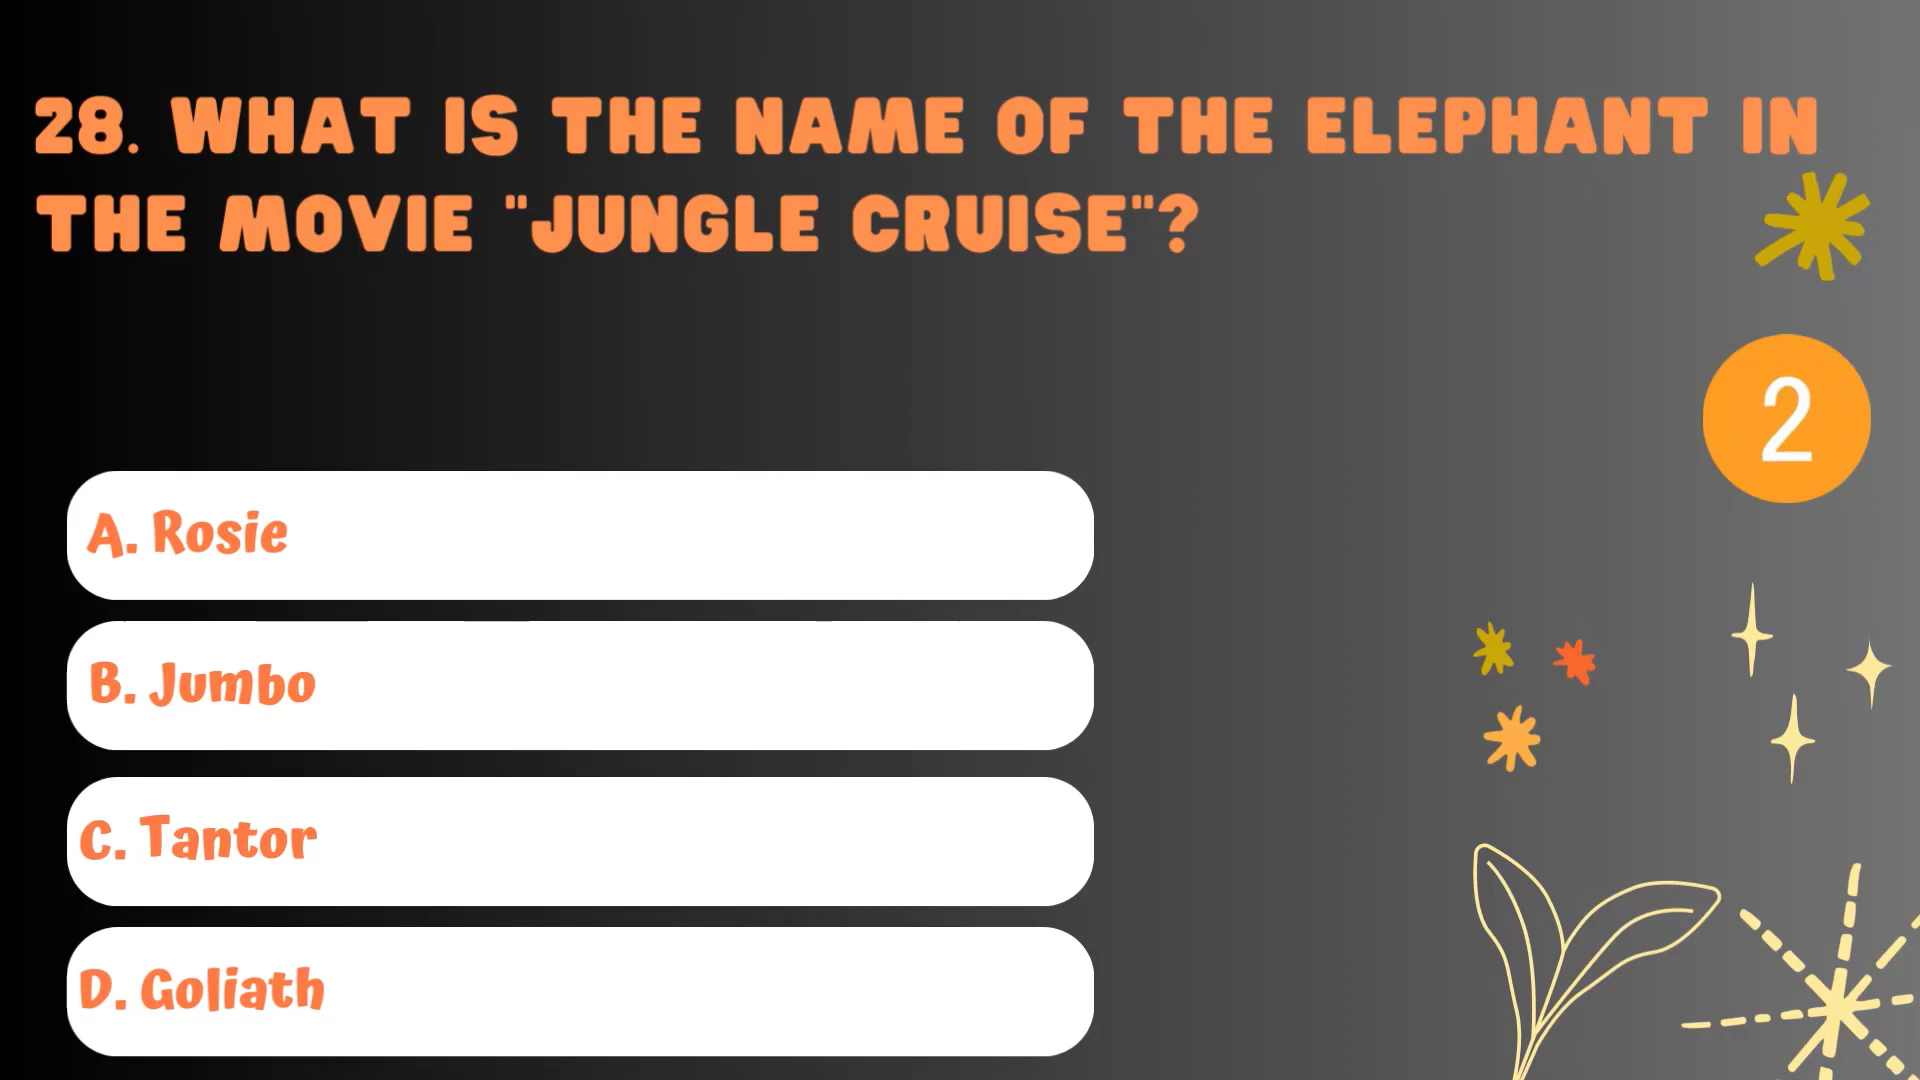 28. WHAT IS THE NAME OF THE ELEPHANT IN
THE MOVIE "JUNGLE CRUISE"?
2
A. Rosie
B. Jumbo
C. Tantor
D. Goliath